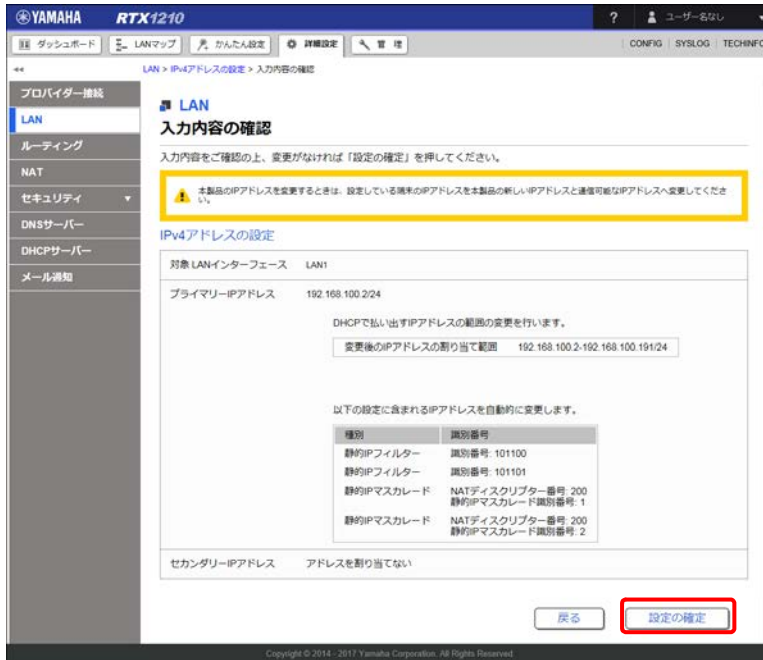 YAMAHA RTX1210 ? ユーザー名なし
ダッシュボード LANマップ かんたん設定 詳細設定 管理 CONFIG SYSLOG TECHINFO
LAN > IPv4アドレスの設定 > 入力内容の確認
プロバイダー接続
LAN
ルーティング
NAT
セキュリティ
DNSサーバー
DHCPサーバー
メール通知
LAN
入力内容の確認
入力内容をご確認の上、変更がなければ「設定の確定」を押してください。
本製品のIPアドレスを変更するときは、設定している端末のIPアドレスを本製品の新しいIPアドレスと通信可能なIPアドレスへ変更してくださ
い。
IPv4アドレスの設定
対象LANインターフェース LAN1
プライマリーIPアドレス 192.168.100.2/24
DHCPで払い出すIPアドレスの範囲の変更を行います。
変更後のIPアドレスの割り当て範囲 192.168.100.2-192.168.100.191/24
以下の設定に含まれるIPアドレスを自動的に変更します。
種別 識別番号
静的IPフィルター 識別番号: 101100
静的IPフィルター 識別番号: 101101
静的IPマスカレード NATディスクリプター番号: 200
静的IPマスカレード識別番号: 1
静的IPマスカレード NATディスクリプター番号: 200
静的IPマスカレード識別番号: 2
セカンダリーIPアドレス アドレスを割り当てない
戻る 設定の確定
Copyright © 2014 - 2017 Yamaha Corporation. All Rights Reserved.